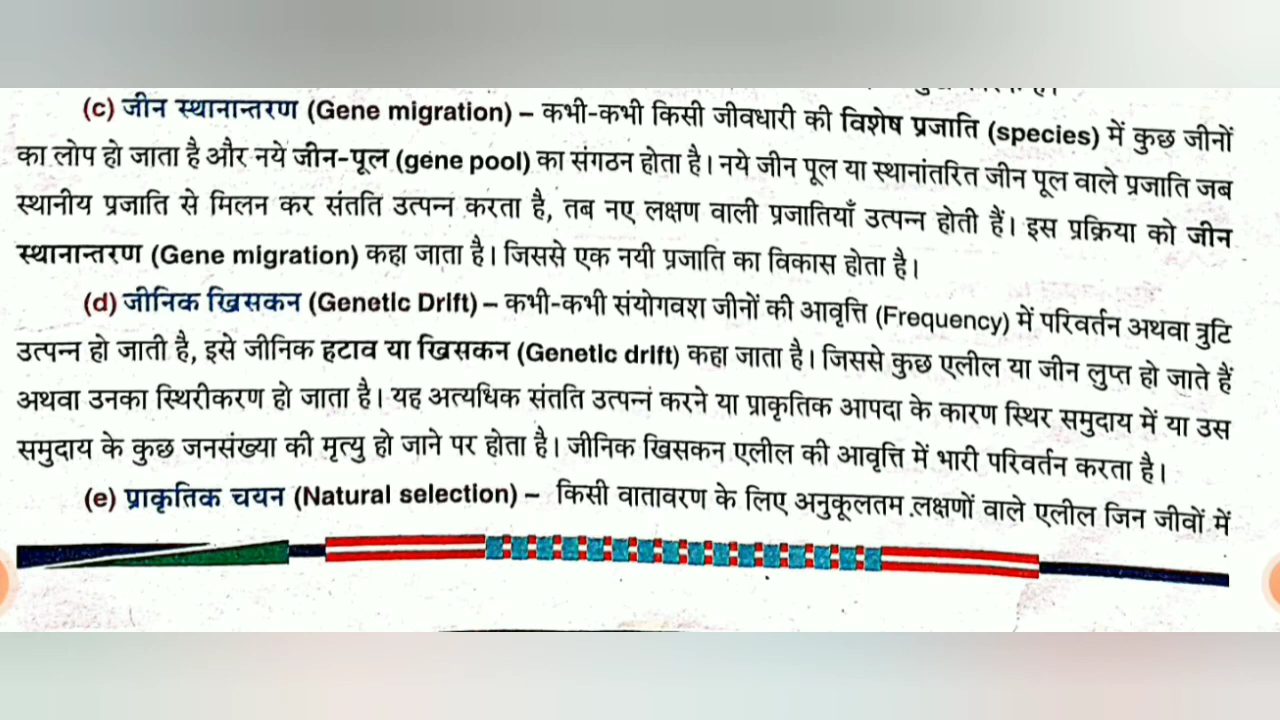 (c) जीन स्थानान्तरण (Gene migration) – कभी-कभी किसी जीवधारी की विशेष प्रजाति (species) में कुछ जीनों
का लोप हो जाता है और नये जीन-पूल (gene pool) का संगठन होता है। नये जीन पूल या स्थानांतरित जीन पूल वाले प्रजाति जब
स्थानीय प्रजाति से मिलन कर संतति उत्पन्न करता है, तब नए लक्षण वाली प्रजातियाँ उत्पन्न होती हैं। इस प्रक्रिया को जीन
स्थानान्तरण (Gene migration) कहा जाता है। जिससे एक नयी प्रजाति का विकास होता है।
(d) जीनिक खिसकन (Genetic Drift) – कभी-कभी संयोगवश जीनों की आवृत्ति (Frequency) में परिवर्तन अथवा त्रुटि
उत्पन्न हो जाती है, इसे जीनिक हटाव या खिसकन (Genetic drift) कहा जाता है। जिससे कुछ एलील या जीन लुप्त हो जाते हैं
अथवा उनका स्थिरीकरण हो जाता है। यह अत्यधिक संतति उत्पन्न करने या प्राकृतिक आपदा के कारण स्थिर समुदाय में या उस
समुदाय के कुछ जनसंख्या की मृत्यु हो जाने पर होता है। जीनिक खिसकन एलील की आवृत्ति में भारी परिवर्तन करता है।
(e) प्राकृतिक चयन (Natural selection) – किसी वातावरण के लिए अनुकूलतम लक्षणों वाले एलील जिन जीवों में